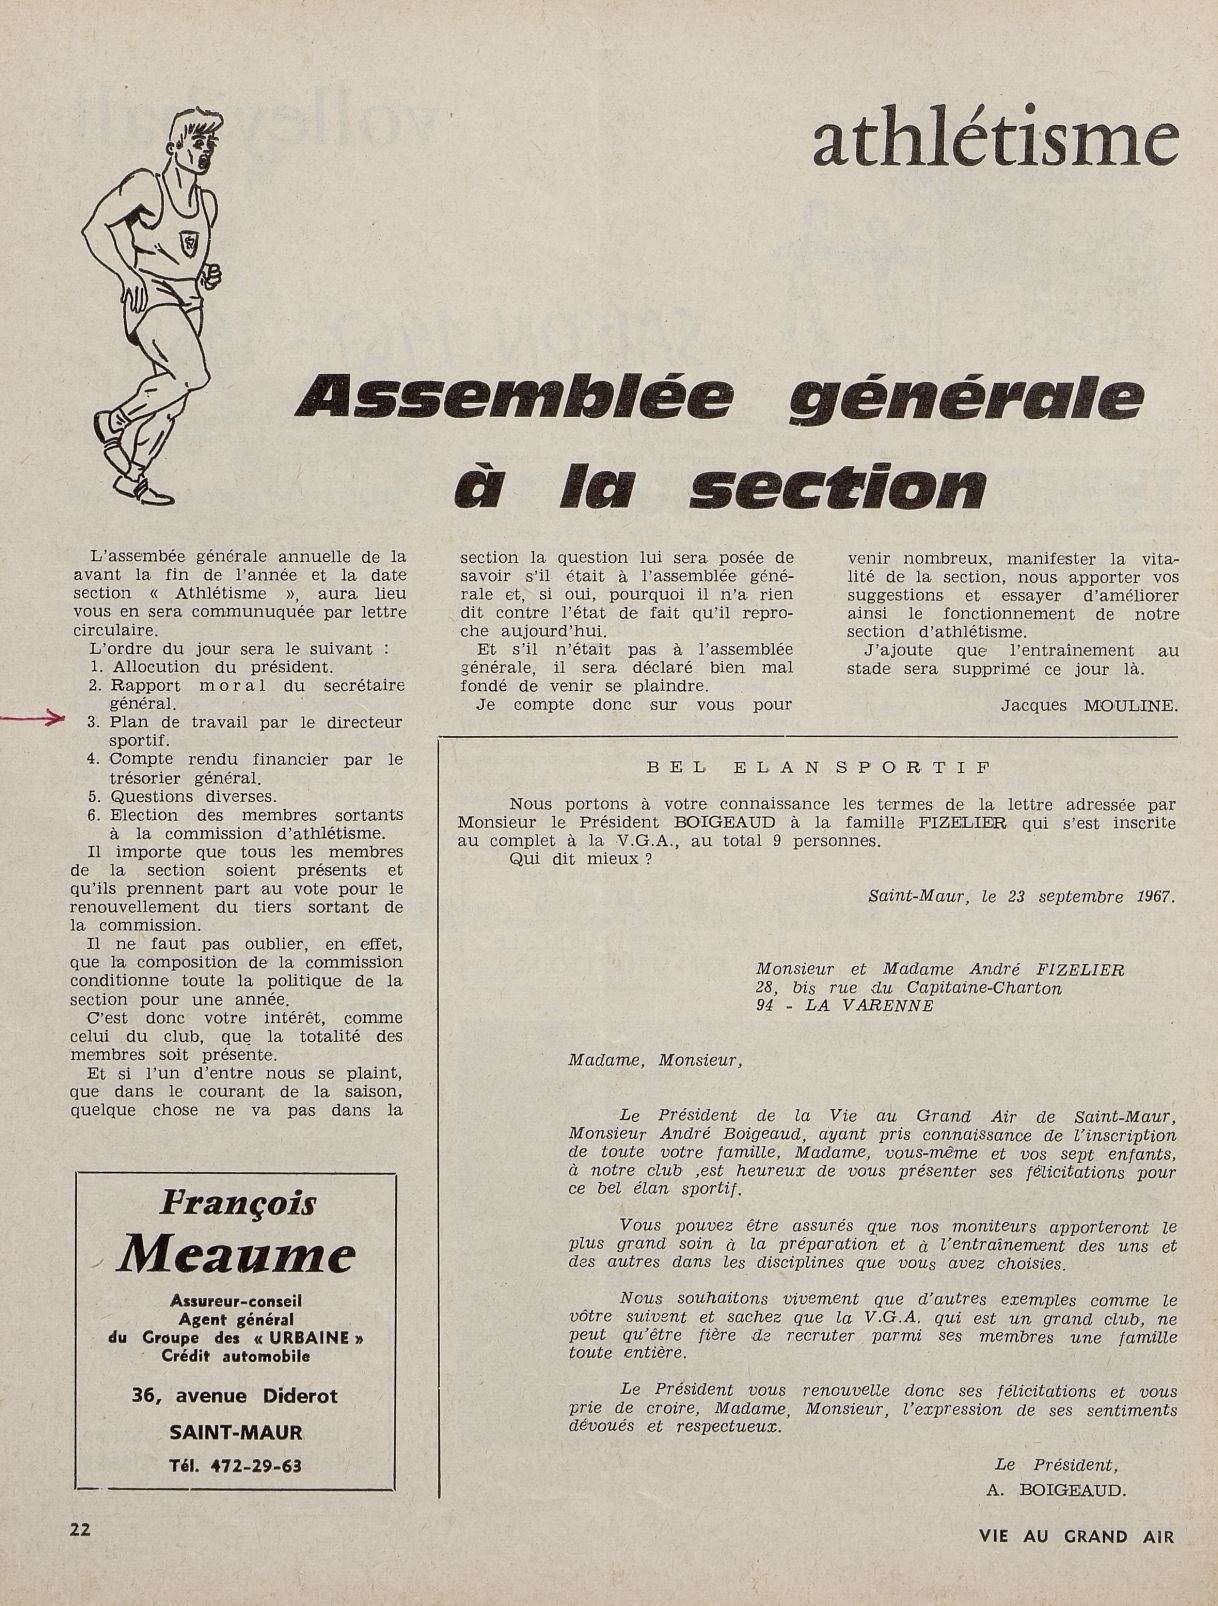 athlétisme
Assemblée générale
à la section
L'assembée générale annuelle de la
avant la fin de l'année et la date
section « Athlétisme », aura lieu
vous en sera communuquée par lettre
circulaire.
L'ordre du jour sera le suivant :
1. Allocution du président.
2. Rapport moral du secrétaire
général.
3. Plan de travail par le directeur
sportif.
4. Compte rendu financier par le
trésorier général.
5. Questions diverses.
6. Election des membres sortants
à la commission d'athlétisme.
Il importe que tous les membres
de la section soient présents et
qu'ils prennent part au vote pour le
renouvellement du tiers sortant de
la commission.
Il ne faut pas oublier, en effet,
que la composition de la commission
conditionne toute la politique de la
section pour une année.
C'est donc votre intérêt, comme
celui du club, que la totalité des
membres soit présente.
Et si l'un d'entre nous se plaint,
que dans le courant de la saison,
quelque chose ne va pas dans la
section la question lui sera posée de
savoir s'il était à l'assemblée géné-
rale et, si oui, pourquoi il n'a rien
dit contre l'état de fait qu'il repro-
che aujourd'hui.
Et s'il n'était pas à l'assemblée
générale, il sera déclaré bien mal
fondé de venir se plaindre.
Je compte donc sur vous pour
venir nombreux, manifester la vita-
lité de la section, nous apporter vos
suggestions et essayer d'améliorer
ainsi le fonctionnement de notre
section d'athlétisme.
J'ajoute que l'entrainement au
stade sera supprimé ce jour là.
Jacques MOULINE.
BEL ELAN SPORTIF
Nous portons à votre connaissance les termes de la lettre adressée par
Monsieur le Président BOIGEAUD à la famille FIZELIER qui s'est inscrite
au complet à la V.G.A., au total 9 personnes.
Qui dit mieux ?
Saint-Maur, le 23 septembre 1967.
Monsieur et Madame André FIZELIER
28, bis rue du Capitaine-Charton
94 - LA VARENNE
Madame, Monsieur,
Le Président de la Vie au Grand Air de Saint-Maur,
Monsieur André Boigeaud, ayant pris connaissance de l'inscription
de toute votre famille, Madame, vous-même et vos sept enfants,
à notre club ,est heureux de vous présenter ses félicitations pour
ce bel élan sportif.
Vous pouvez être assurés que nos moniteurs apporteront le
plus grand soin à la préparation et à l'entraînement des uns et
des autres dans les disciplines que vous avez choisies.
Nous souhaitons vivement que d'autres exemples comme le
vôtre suivent et sachez que la V.G.A. qui est un grand club, ne
peut qu'être fière de recruter parmi ses membres une famille
toute entière.
Le Président vous renouvelle donc ses félicitations et vous
prie de croire, Madame, Monsieur, l'expression de ses sentiments
dévoués et respectueux.
Le Président,
A. BOIGEAUD.
François
Meaume
Assureur-conseil
Agent général
du Groupe des « URBAINE »
Crédit automobile
36, avenue Diderot
SAINT-MAUR
Tél. 472-29-63
22
VIE AU GRAND AIR